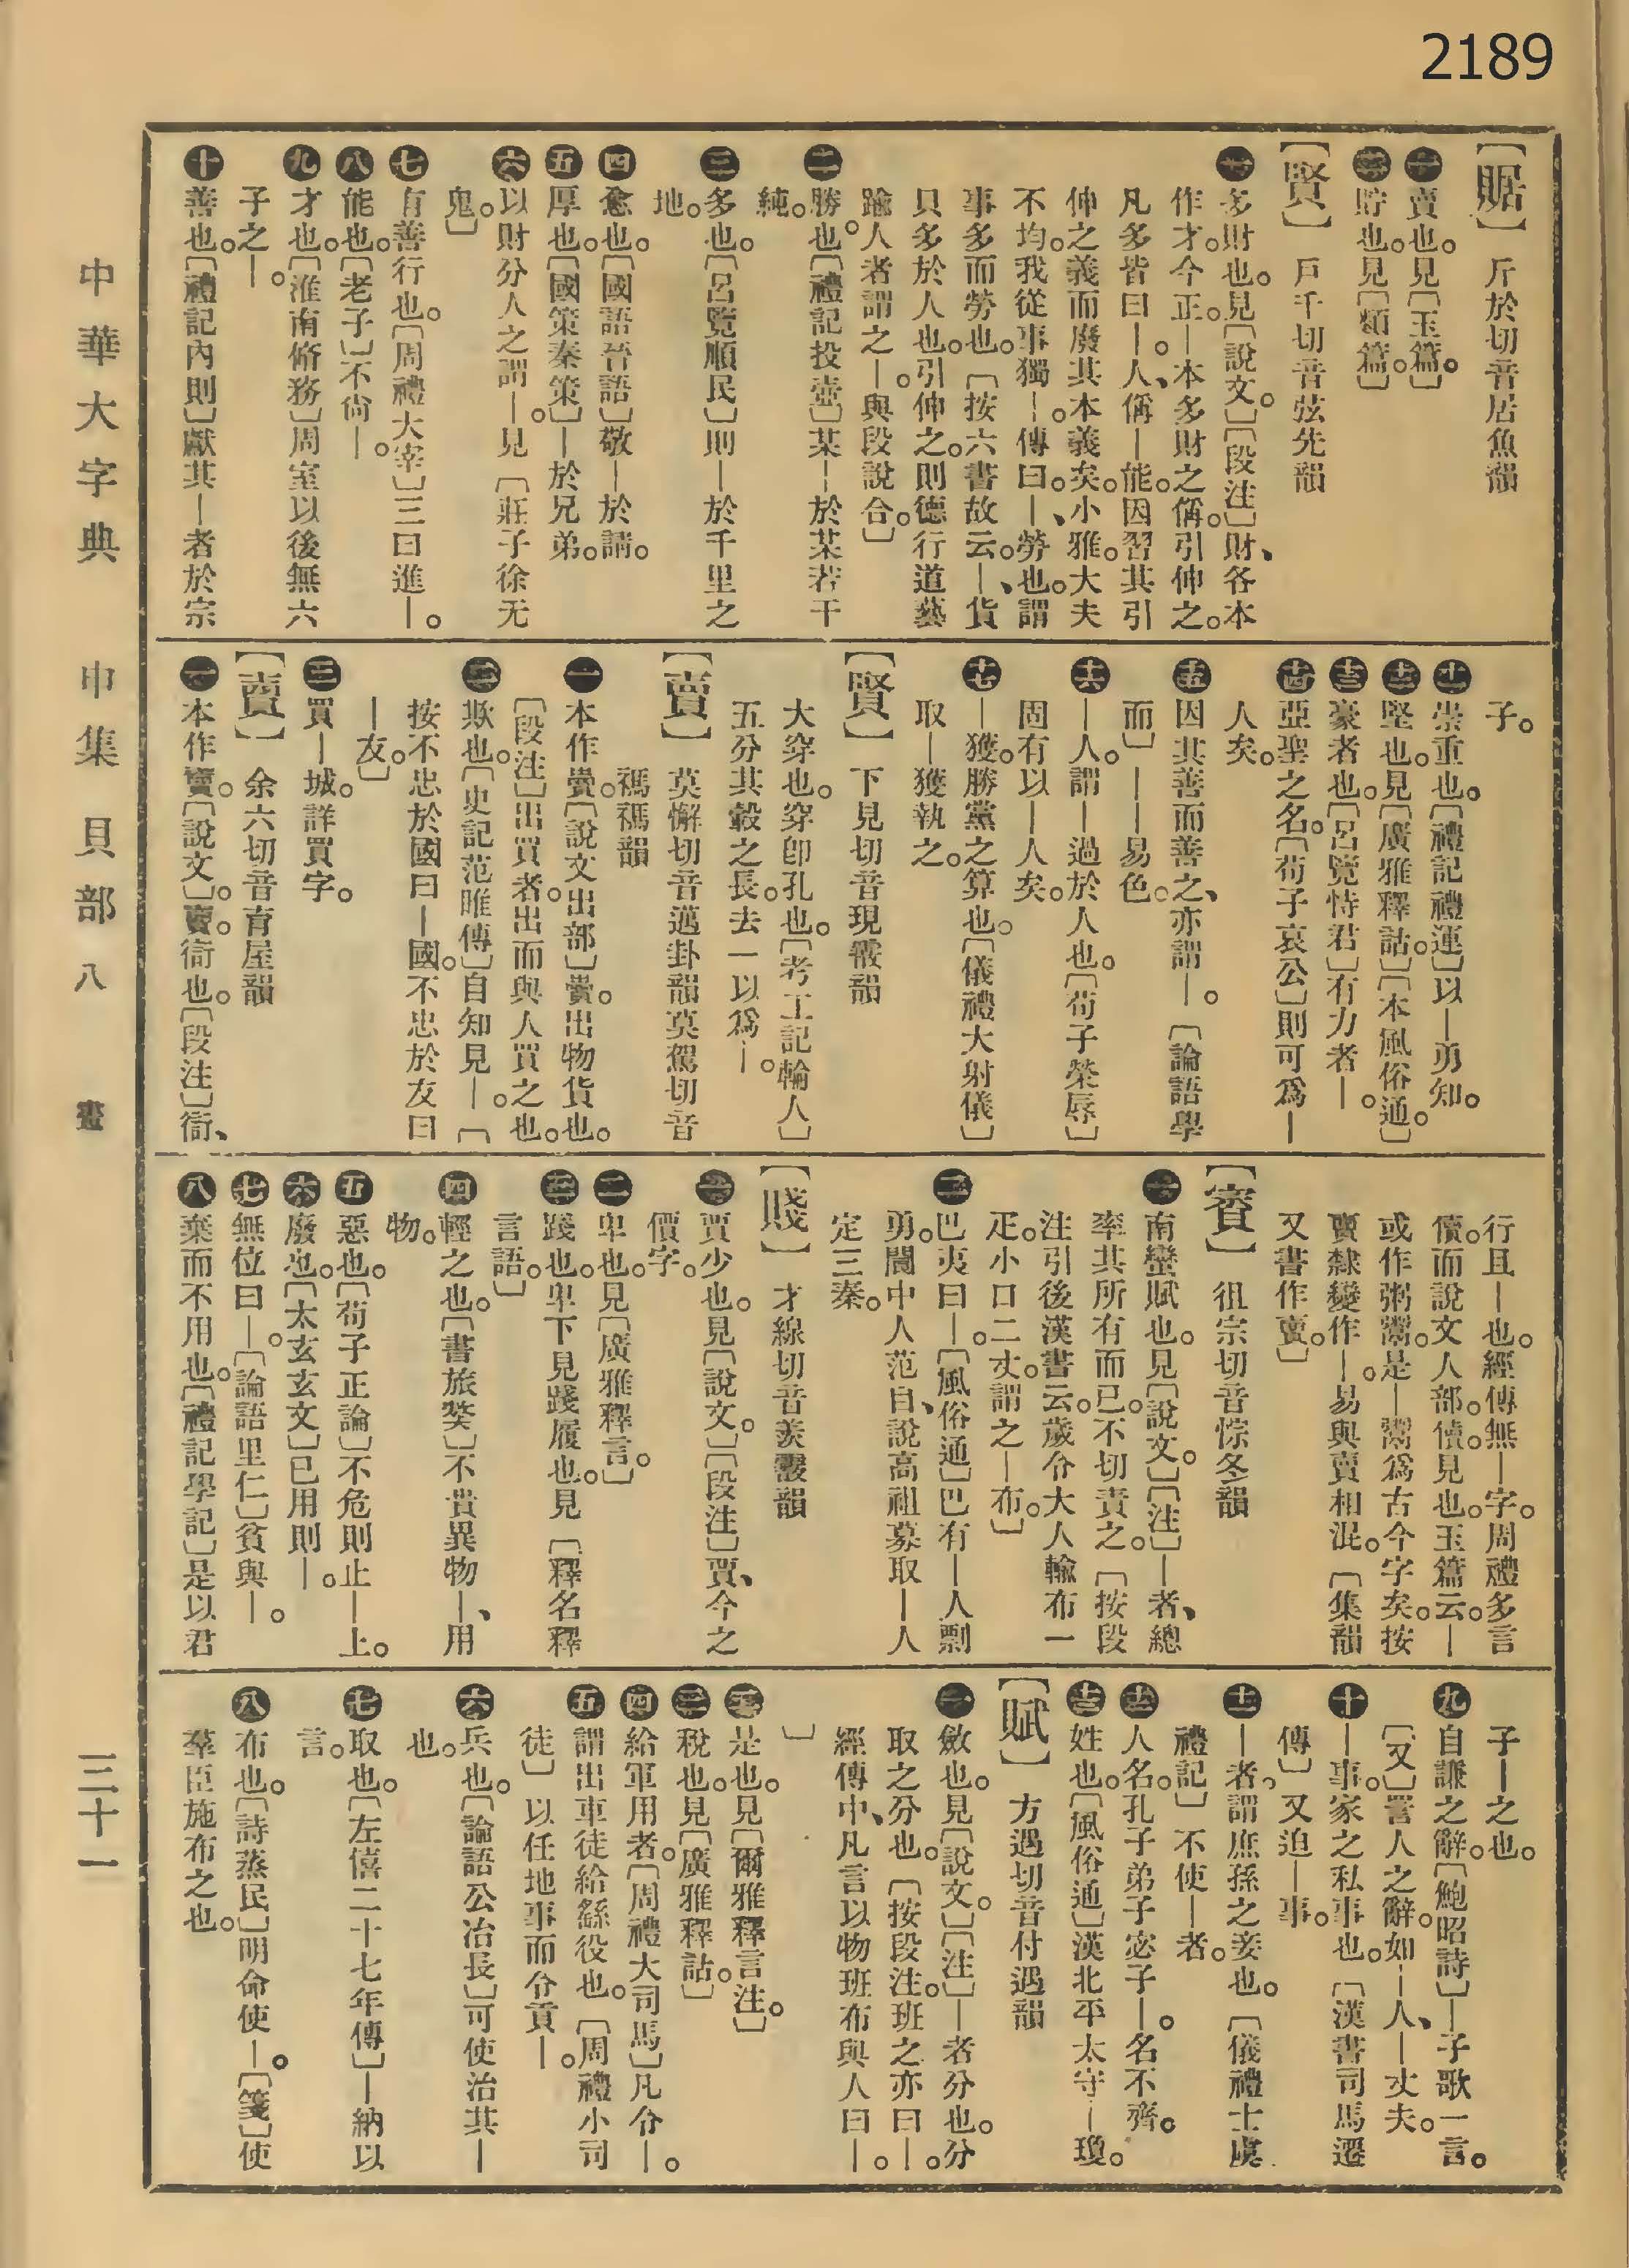 2189
【賘】斤於切音居魚韻
㊀賣也。見〔玉篇。〕
㊁貯也。見〔類篇。〕
【賢】戸千切音弦先韻
㊀多財也。見〔說文。〕〔段注〕財、各本
作才。今正。—本多財之偁。引伸之。
凡多皆曰—。人、稱—能。因習其引
伸之義而廢其本義矣。小雅。大夫
不均。我從事獨—。傳曰。—、勞也。謂
事多而勞也。〔按六書故云。—、貨
貝多於人也。引伸之。則德行道藝
踰人者謂之—。與段說合。〕
㊁勝也。〔禮記投壺〕某—於某若干
純。
㊂多也。〔呂覽順民〕則—於千里之
地。
㊃愈也。〔國語晉語〕敬—於請。
㊄厚也。〔國策秦策〕—於兄弟。
㊅以財分人之謂—。見〔莊子徐无
鬼。〕
㊆有善行也。〔周禮大宰〕三曰進—。
㊇能也。〔老子〕不尙—。
㊈才也。〔淮南脩務〕周室以後無六
子之—。
㊉善也。〔禮記內則〕獻其—者於宗
子。
十一崇重也。〔禮記禮運〕以—勇知。
十二堅也。見〔廣雅釋詁。〕〔本風俗通。〕
十三豪者也。〔呂覽恃君〕有力者—。
十四亞聖之名。〔荀子哀公〕則可爲—
人矣。
十五因其善而善之、亦謂—。〔論語學
而〕——易色。
十六—人。謂—過於人也。〔荀子榮辱〕
固有以—人矣。
十七—獲。勝黨之算也。〔儀禮大射儀〕
取—獲執之。
【賢】下見切音現霰韻
大穿也。穿卽孔也。〔考工記輪人〕
五分其轂之長。去一以爲—。
【賣】莫懈切音邁卦韻莫駕切音
禡禡韻
㊀本作𧷓。〔說文出部〕𧷓。出物貨也。
〔段注〕出買者。出而與人買之也。
㊁欺也。〔史記范睢傳〕自知見—。〔
按不忠於國曰—國。不忠於友曰
—友。〕
㊂買—城。詳買字。
【賣】余六切音育屋韻
㊀本作𧷗。〔說文〕。𧷗。衒也。〔段注〕衒、
行且—也。經傳無—字。周禮多言
儥。而說文人部。儥。見也。玉篇云。—
或作粥鬻。是—鬻爲古今字矣。按
𧷗隸變作—。易與賣相混。〔集韻
又書作𧶠。〕
【賨】徂宗切音悰冬韻
㊀南蠻賦也。見〔說文。〕〔注〕—者、總
率其所有而已。不切責之。〔按段
注引後漢書云。歲令大人輸布一
疋。小口二丈。謂之—布。〕
㊁巴夷曰—。〔風俗通〕巴有—人剽
勇。閬中人范目、說高祖募取—人
定三秦。
【賤】才線切音羨霰韻
㊀賈少也。見〔說文。〕〔段注〕賈、今之
價字。
㊁卑也。見〔廣雅釋言。〕
㊂踐也。卑下見踐履也。見〔釋名釋
言語。〕
㊃輕之也。〔書旅獒〕不貴異物—、用
物。
㊄惡也。〔荀子正論〕不危則止—上。
㊅廢也。〔太玄玄文〕已用則—。
㊆無位曰—。〔論語里仁〕貧與—。
㊇棄而不用也。〔禮記學記〕是以君
子—之也。
㊈自謙之辭。〔鮑昭詩〕—子歌一言。
〔又〕詈人之辭。如—人、—丈夫。
㊉—事。家之私事也。〔漢書司馬遷
傳〕又迫—事。
十一—者。謂庶孫之妾也。〔儀禮士虞
禮記〕不使—者。
十二人名。孔子弟子宓子—。名不齊。
十三姓也。〔風俗通〕漢北平太守—瓊。
【賦】方遇切音付遇韻
㊀斂也。見〔說文。〕〔注〕—者分也。分
取之分也。〔按段注。班之亦曰—。
經傳中、凡言以物班布與人曰—。
〕
㊁是也。見〔爾雅釋言注。〕
㊂稅也。見〔廣雅釋詁。〕
㊃給軍用者。〔周禮大司馬〕凡令—。
㊄謂出車徒給繇役也。〔周禮小司
徒〕以任地事而令貢—。
㊅兵也。〔論語公冶長〕可使治其—
也。
㊆取也。〔左僖二十七年傳〕—納以
言。
㊇布也。〔詩蒸民〕明命使—。〔箋〕使
羣臣施布之也。
中華大字典　申集　貝部　八畫　三十一